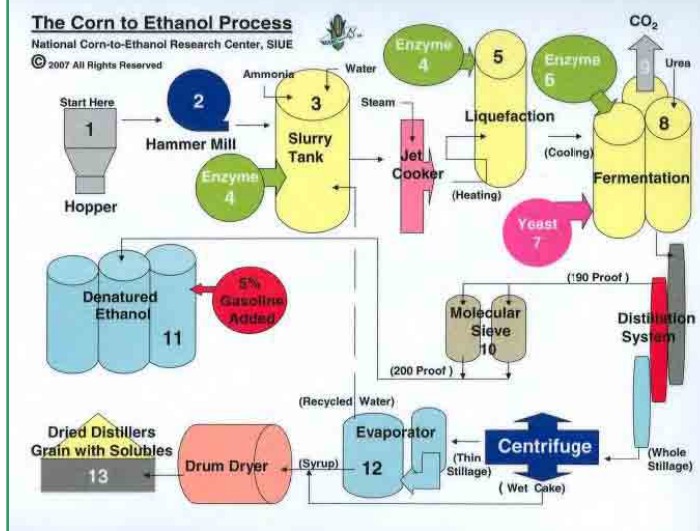 The Corn to Ethanol Process
National Corn-to-Ethanol Research Center, SIUE
© 2007 All Rights Reserved
Start Here
1
Hopper
2
Hammer Mill
Ammonia
Water
3
Slurry
Tank
Enzyme
4
Steam
Jet
Cooker
(Heating)
Enzyme
4
5
Liquefaction
(Cooling)
Enzyme
6
Yeast
7
CO2
9
Urea
8
Fermentation
Distillation
System
(190 Proof )
Molecular
Sieve
10
(200 Proof )
5%
Gasoline
Added
Denatured
Ethanol
11
(Whole
Stillage)
Centrifuge
(Thin
Stillage)
( Wet Cake)
(Recycled Water)
Evaporator
12
(Syrup)
Drum Dryer
Dried Distillers
Grain with Solubles
13